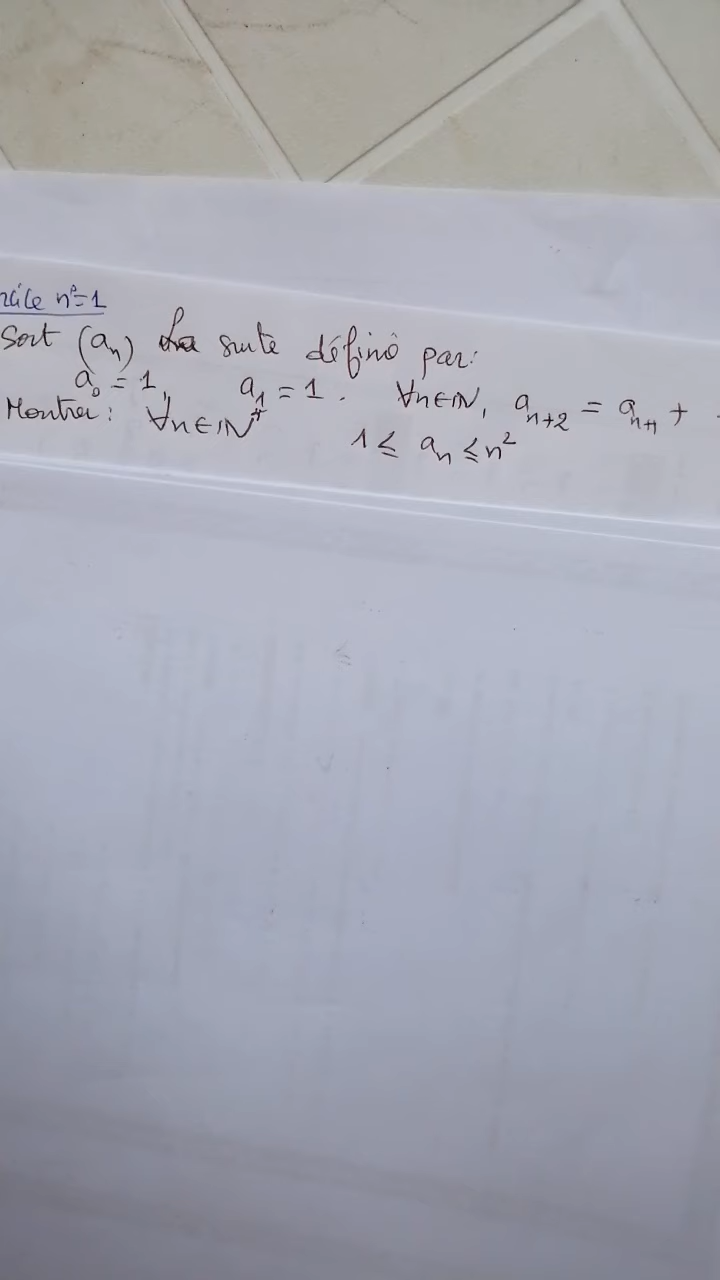 rcice n°=1
Soit (aₙ) La suite définie par:
a₀ = 1, a₁ = 1. ∀n∈ℕ, aₙ₊₂ = aₙ₊₁ +
Montrer: ∀n∈ℕ* 1 ≤ aₙ ≤ n²